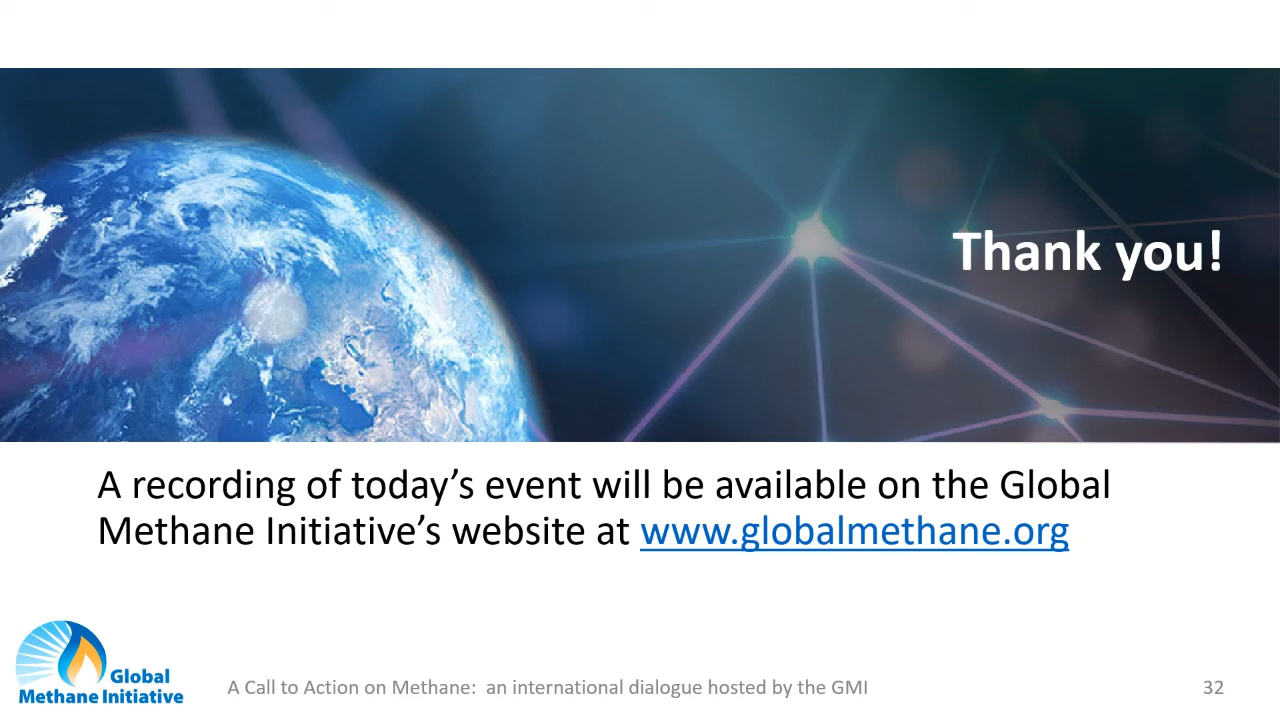 Thank you!
A recording of today’s event will be available on the Global
Methane Initiative’s website at www.globalmethane.org
Global
Methane Initiative
A Call to Action on Methane:  an international dialogue hosted by the GMI
32